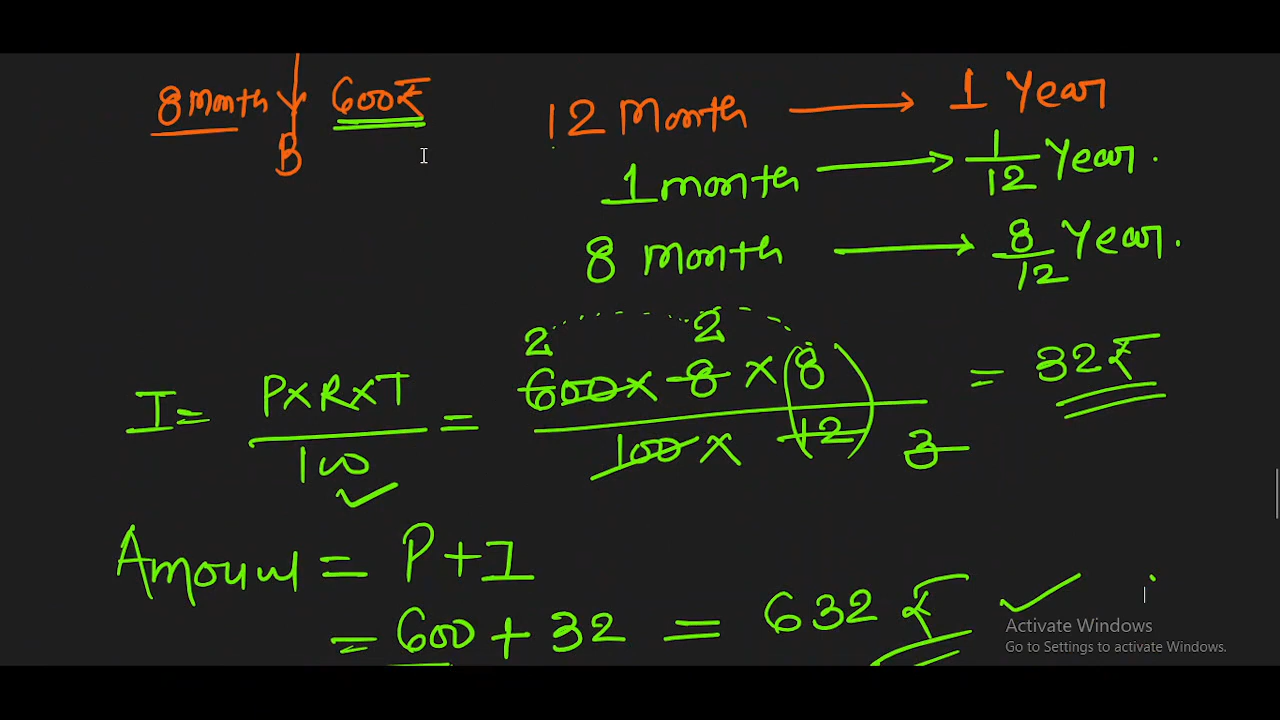 8 month 600₹ 12 Month → 1 Year
B
1 month → 1/12 Year.
8 month → 8/12 Year.
2 2
I = P×R×T/100 = 600×8×(8/100×12) 3 = 32₹
Amount = P+I
= 600 + 32 = 632 ₹
Activate Windows
Go to Settings to activate Windows.